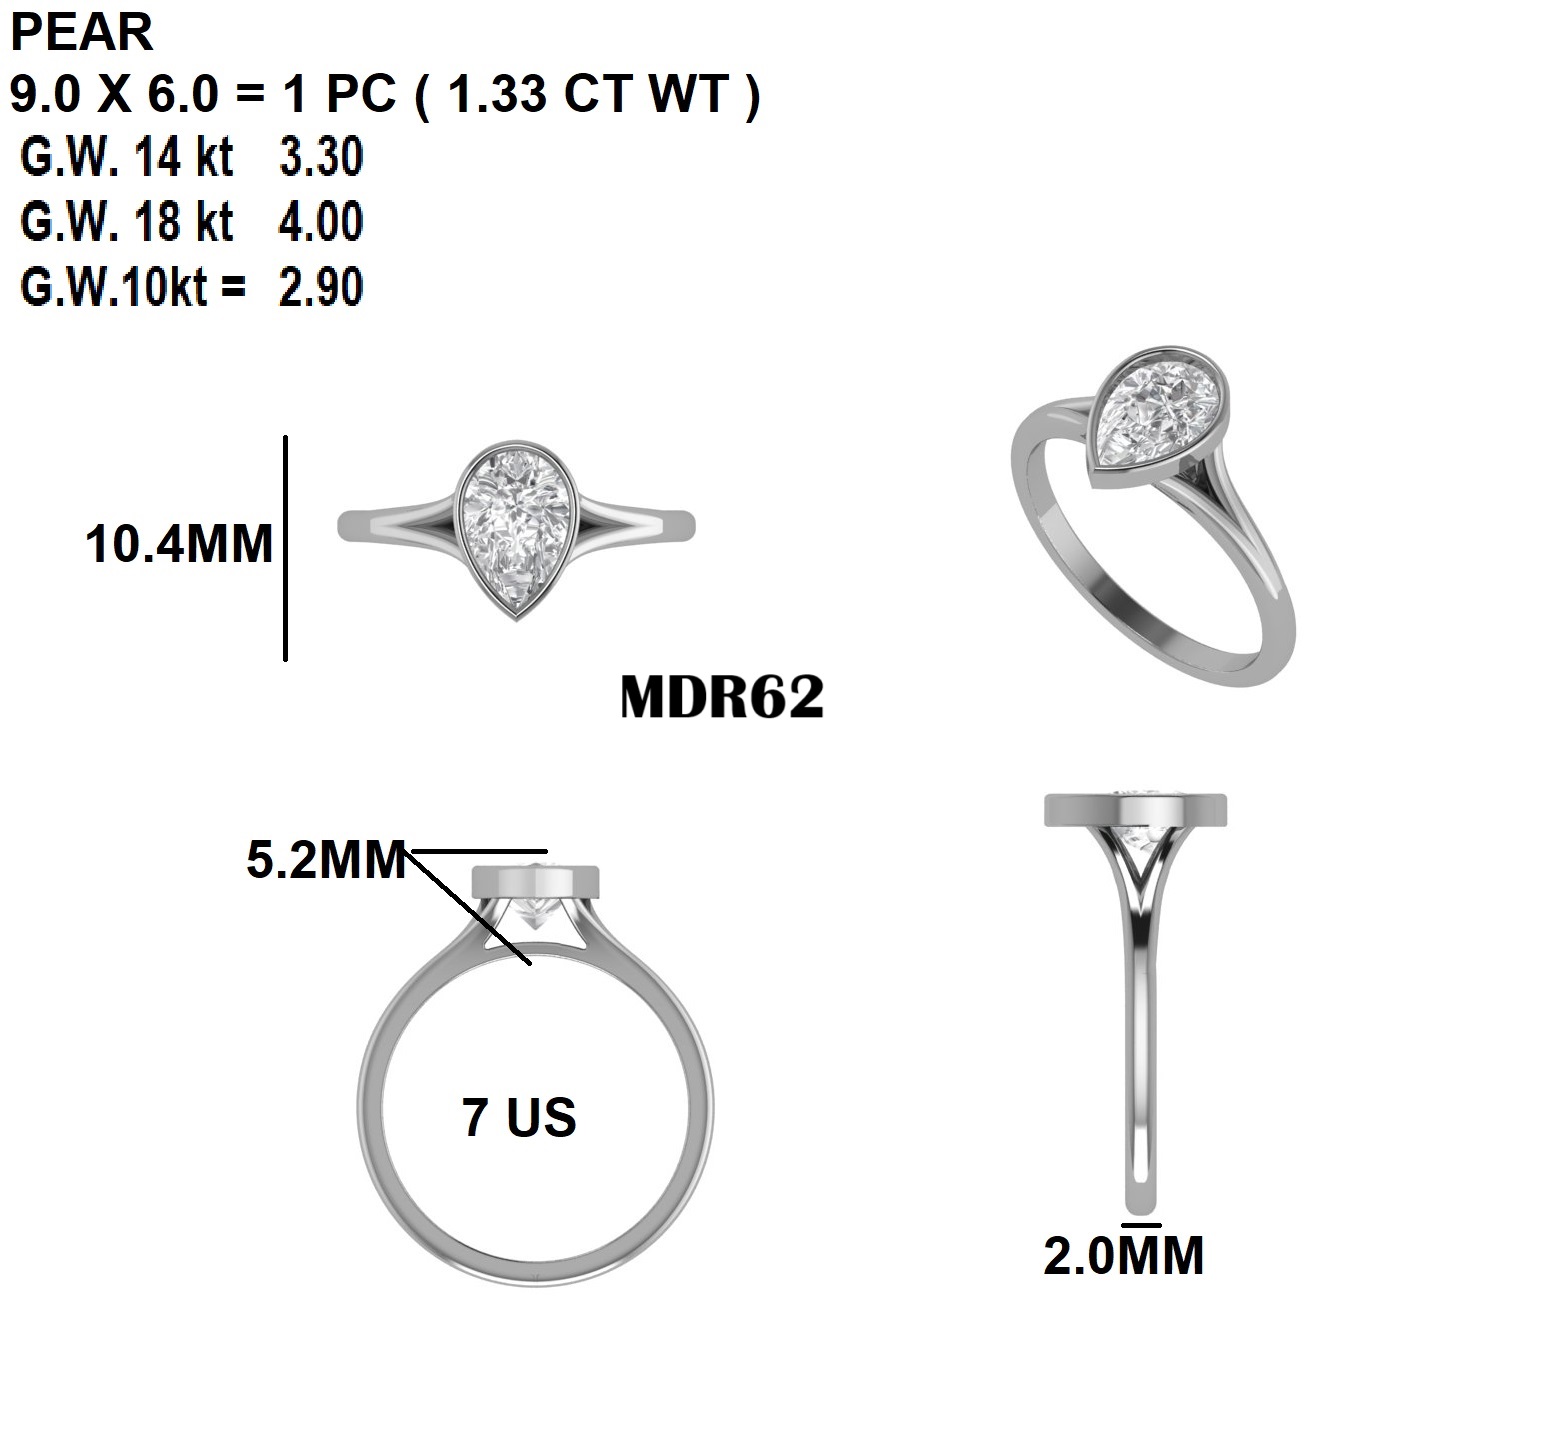 PEAR
9.0 X 6.0 = 1 PC ( 1.33 CT WT )
G.W. 14 kt 3.30
G.W. 18 kt 4.00
G.W.10kt = 2.90
10.4MM
MDR62
5.2MM
7 US
2.0MM